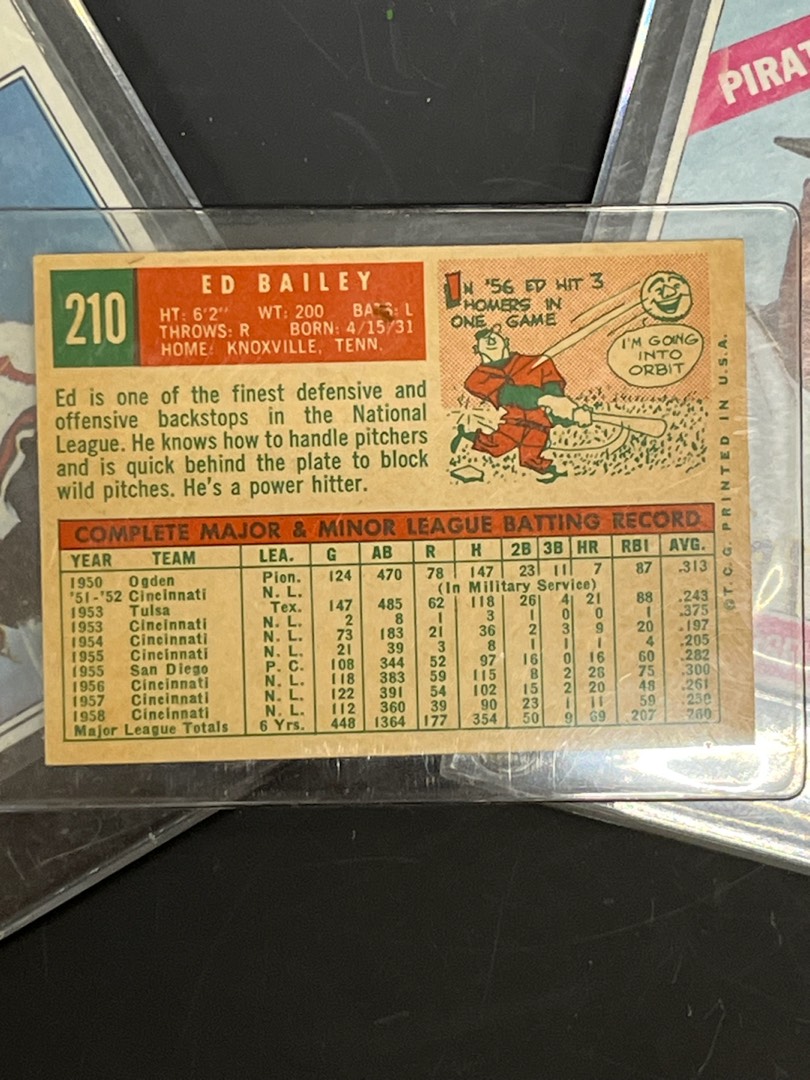 210
ED BAILEY
HT: 6'2" WT: 200 BATS: L
THROWS: R BORN: 4/15/31
HOME: KNOXVILLE, TENN.
IN '56 ED HIT 3
HOMERS IN
ONE GAME
I'M GOING
INTO
ORBIT
Ed is one of the finest defensive and
offensive backstops in the National
League. He knows how to handle pitchers
and is quick behind the plate to block
wild pitches. He's a power hitter.
COMPLETE MAJOR & MINOR LEAGUE BATTING RECORD
YEAR TEAM LEA. G AB R H 2B 3B HR RBI AVG.
1950 Ogden Pion. 124 470 78 147 23 11 7 87 .313
'51-'52 Cincinnati N. L. (In Military Service)
1953 Tulsa Tex. 147 485 62 118 26 4 21 88 .243
1953 Cincinnati N. L. 2 8 1 3 1 0 0 1 .375
1954 Cincinnati N. L. 73 183 21 36 2 3 9 20 .197
1955 Cincinnati N. L. 21 39 3 8 1 1 1 4 .205
1955 San Diego P. C. 108 344 52 97 16 0 16 60 .282
1956 Cincinnati N. L. 118 383 59 115 8 2 28 75 .300
1957 Cincinnati N. L. 122 391 54 102 15 2 20 48 .261
1958 Cincinnati N. L. 112 360 39 90 23 1 11 59 .250
Major League Totals 6 Yrs. 448 1364 177 354 50 9 69 207 .260
©T.C.G. PRINTED IN U.S.A.